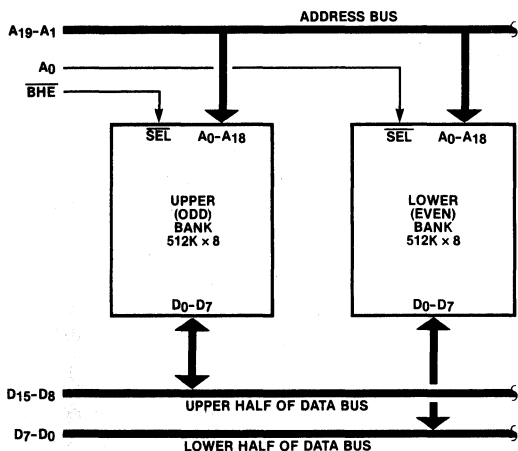 ADDRESS BUS
A19-A1
A0
BHE
SEL A0-A18
SEL A0-A18
UPPER
(ODD)
BANK
512K × 8
LOWER
(EVEN)
BANK
512K × 8
D0-D7
D0-D7
D15-D8
UPPER HALF OF DATA BUS
D7-D0
LOWER HALF OF DATA BUS